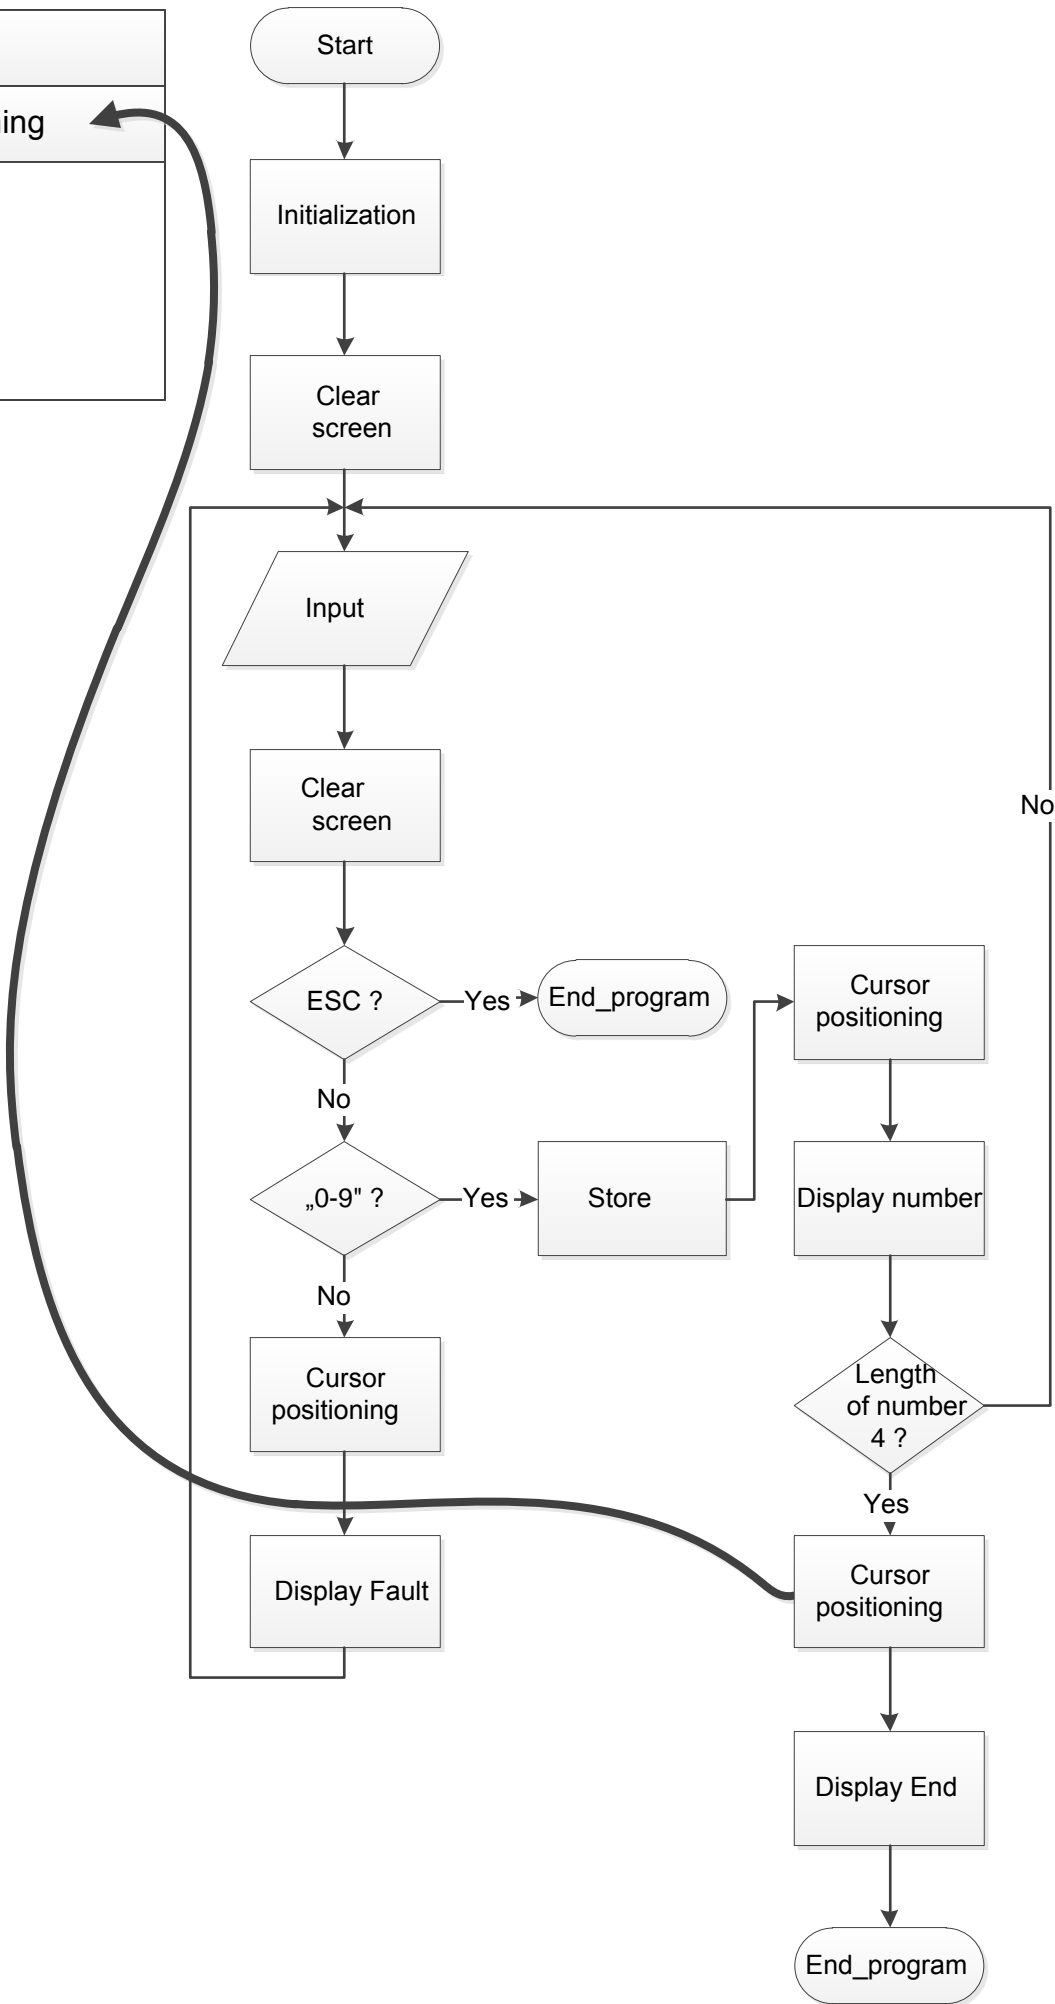 Start
ing
Initialization
Clear
screen
Input
Clear
screen
No
ESC ?
Yes
End_program
Cursor
positioning
No
„0-9" ?
Yes
Store
Display number
No
Cursor
positioning
Length
of number
4 ?
Yes
Display Fault
Cursor
positioning
Display End
End_program